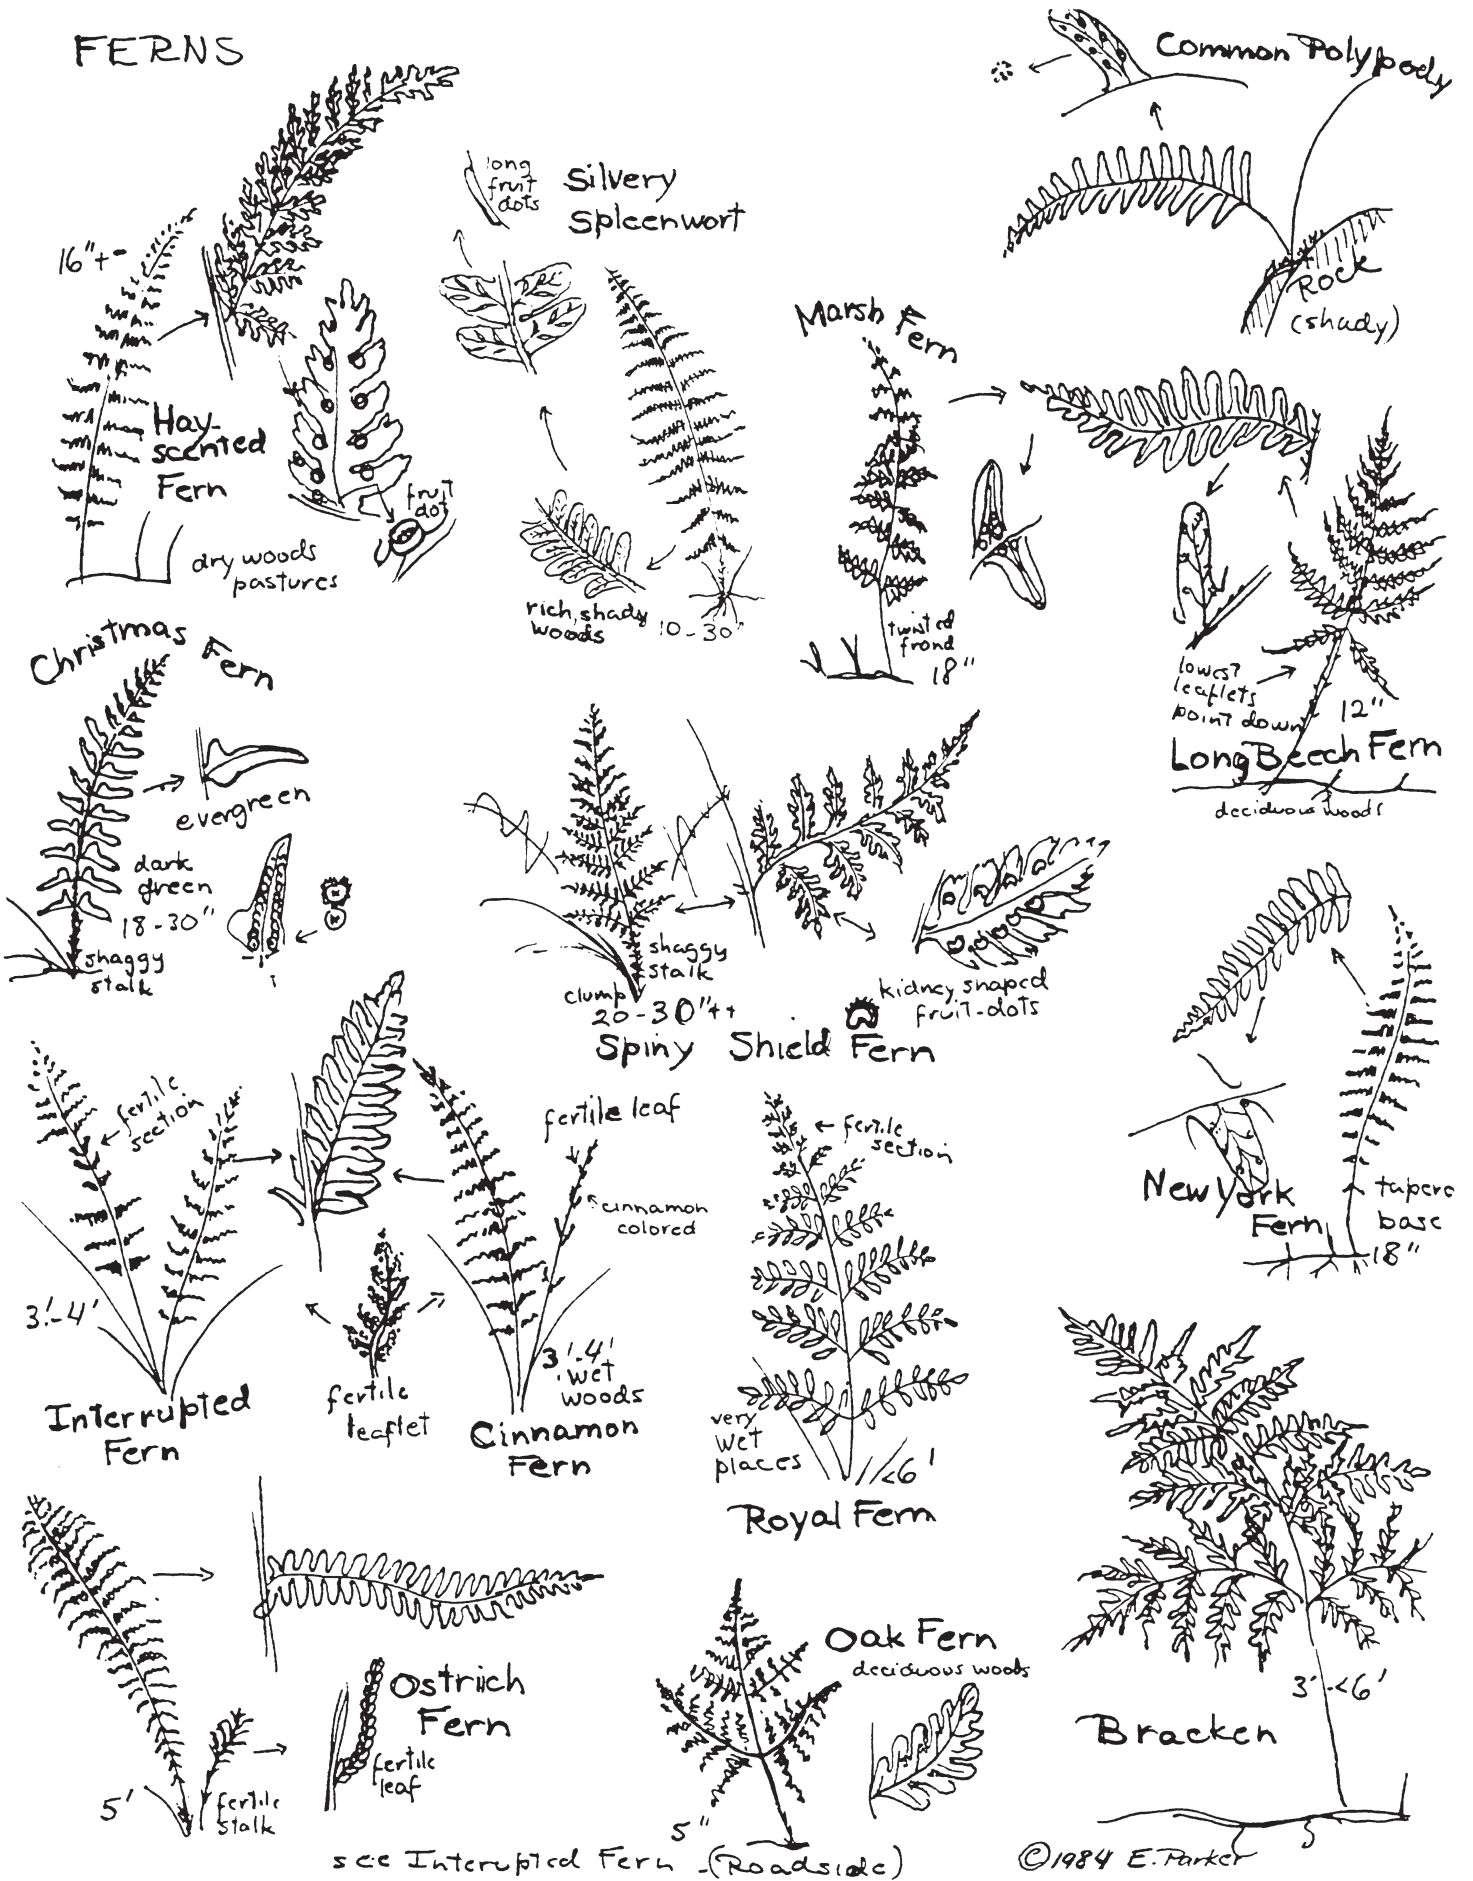 FERNS
Common Polypody
Rock
(shady)
16"+-
Hay-
scented
Fern
fruit
dot
dry woods
pastures
long
fruit
dots
Silvery
Spleenwort
rich, shady
woods
10-30"
Marsh Fern
twisted
frond
18"
lowest
leaflets
point down
12"
Long Beech Fern
deciduous woods
Christmas Fern
evergreen
dark
green
18-30"
shaggy
stalk
shaggy
stalk
clump
20-30"++
kidney shaped
fruit-dots
Spiny Shield Fern
New York
Fern
tapers
base
18"
fertile
section
3'-4'
Interrupted
Fern
fertile
leaflet
fertile leaf
cinnamon
colored
3'-4'
wet
woods
Cinnamon
Fern
fertile
section
very
wet
places
<6'
Royal Fern
Ostrich
Fern
fertile
leaf
5'
fertile
stalk
Oak Fern
deciduous woods
5"
Bracken
3'-<6'
see Interupted Fern - (Roadside)
©1984 E. Parker